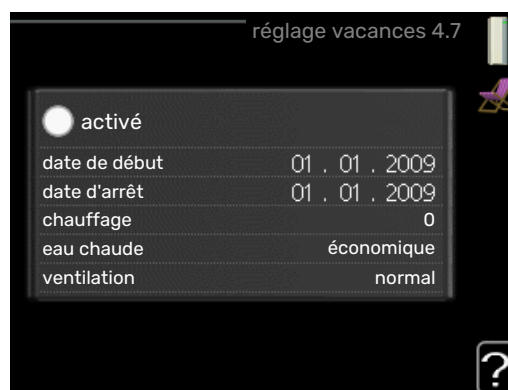 réglage vacances 4.7
activé
date de début 01 . 01 . 2009
date d'arrêt 01 . 01 . 2009
chauffage 0
eau chaude économique
ventilation normal
?